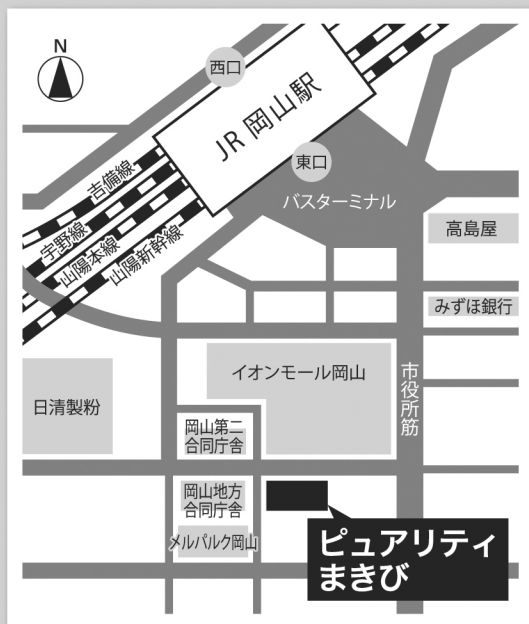 N
西口
JR岡山駅
東口
バスターミナル
吉備線
宇野線
山陽本線
山陽新幹線
高島屋
みずほ銀行
イオンモール岡山
市役所筋
日清製粉
岡山第二
合同庁舎
岡山地方
合同庁舎
メルパルク岡山
ピュアリティ
まきび